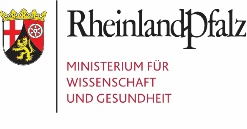 RheinlandPfalz
MINISTERIUM FÜR
WISSENSCHAFT
UND GESUNDHEIT